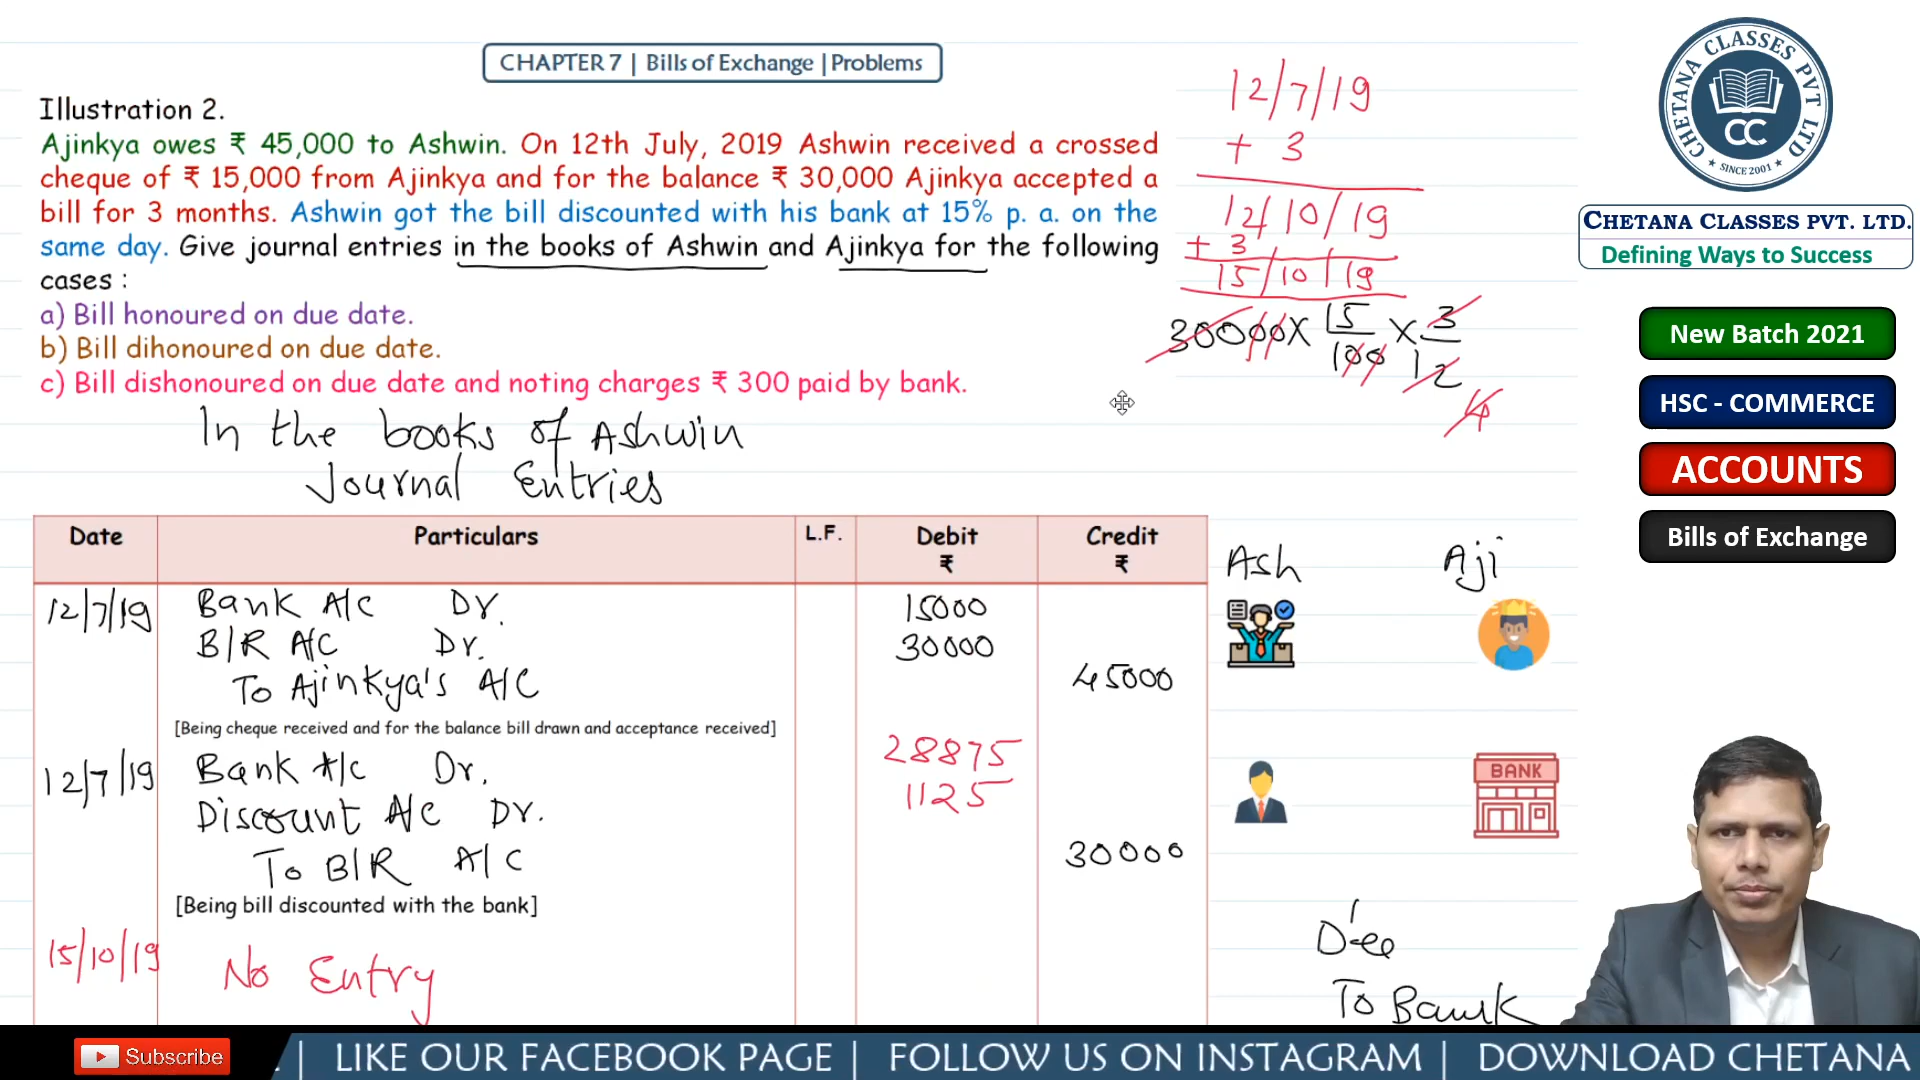 CHAPTER 7 | Bills of Exchange | Problems
Illustration 2.
Ajinkya owes ₹ 45,000 to Ashwin. On 12th July, 2019 Ashwin received a crossed
cheque of ₹ 15,000 from Ajinkya and for the balance ₹ 30,000 Ajinkya accepted a
bill for 3 months. Ashwin got the bill discounted with his bank at 15% p. a. on the
same day. Give journal entries in the books of Ashwin and Ajinkya for the following
cases :
a) Bill honoured on due date.
b) Bill dihonoured on due date.
c) Bill dishonoured on due date and noting charges ₹ 300 paid by bank.
12/7/19
+ 3
12/10/19
+ 3
15/10/19
30000 X 15/100 X 3/12
4
In the books of Ashwin
Journal Entries
Date Particulars L.F. Debit ₹ Credit ₹
12/7/19 Bank A/C Dr. 15000
B/R A/C Dr. 30000
To Ajinkya's A/C 45000
[Being cheque received and for the balance bill drawn and acceptance received]
12/7/19 Bank A/c Dr. 28875
Discount A/C Dr. 1125
To B/R A/C 30000
[Being bill discounted with the bank]
15/10/19 No Entry
Ash Aji
BANK
D'ee
To Bank
CHETANA CLASSES PVT LTD
CC
SINCE 2001
CHETANA CLASSES PVT. LTD.
Defining Ways to Success
New Batch 2021
HSC - COMMERCE
ACCOUNTS
Bills of Exchange
Subscribe
| LIKE OUR FACEBOOK PAGE | FOLLOW US ON INSTAGRAM | DOWNLOAD CHETANA